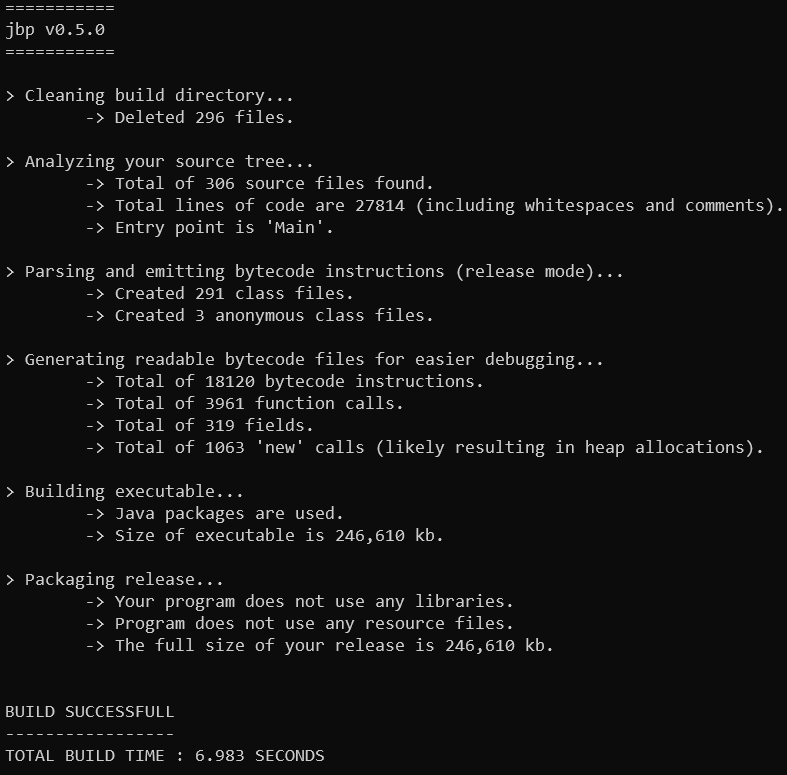 ===========
jbp v0.5.0
===========
> Cleaning build directory...
-> Deleted 296 files.
> Analyzing your source tree...
-> Total of 306 source files found.
-> Total lines of code are 27814 (including whitespaces and comments).
-> Entry point is 'Main'.
> Parsing and emitting bytecode instructions (release mode)...
-> Created 291 class files.
-> Created 3 anonymous class files.
> Generating readable bytecode files for easier debugging...
-> Total of 18120 bytecode instructions.
-> Total of 3961 function calls.
-> Total of 319 fields.
-> Total of 1063 'new' calls (likely resulting in heap allocations).
> Building executable...
-> Java packages are used.
-> Size of executable is 246,610 kb.
> Packaging release...
-> Your program does not use any libraries.
-> Program does not use any resource files.
-> The full size of your release is 246,610 kb.
BUILD SUCCESSFULL
-----------------
TOTAL BUILD TIME : 6.983 SECONDS